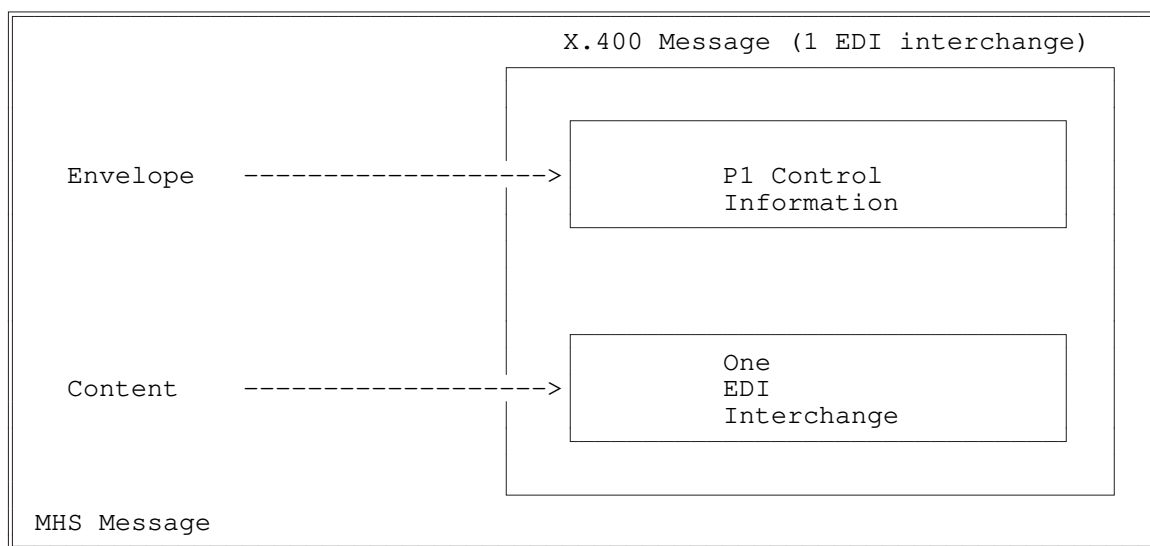 X.400 Message (1 EDI interchange)
Envelope ------------------->
P1 Control
Information
One
Content -------------------> EDI
Interchange
MHS Message